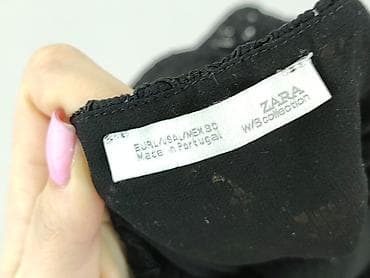 ZARA
W/B collection
EUR L/USA L/MEX 30
Made in Portugal